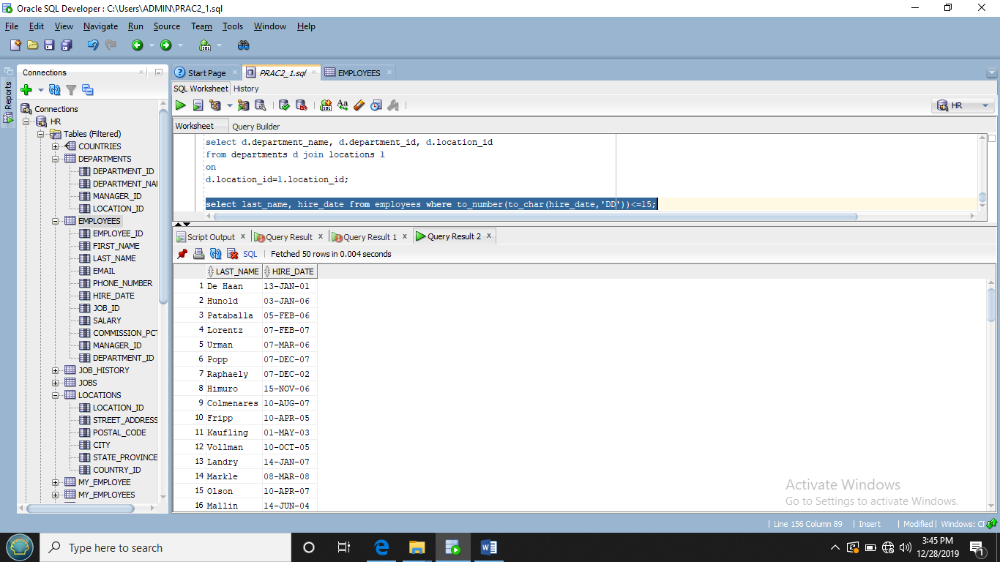 Oracle SQL Developer : C:\Users\ADMIN\PRAC2_1.sql
File Edit View Navigate Run Source Team Tools Window Help
Reports
Connections
Connections
HR
Tables (Filtered)
COUNTRIES
DEPARTMENTS
DEPARTMENT_ID
DEPARTMENT_NA
MANAGER_ID
LOCATION_ID
EMPLOYEES
EMPLOYEE_ID
FIRST_NAME
LAST_NAME
EMAIL
PHONE_NUMBER
HIRE_DATE
JOB_ID
SALARY
COMMISSION_PCT
MANAGER_ID
DEPARTMENT_ID
JOB_HISTORY
JOBS
LOCATIONS
LOCATION_ID
STREET_ADDRESS
POSTAL_CODE
CITY
STATE_PROVINCE
COUNTRY_ID
MY_EMPLOYEE
MY_EMPLOYEES
Start Page PRAC2_1.sql EMPLOYEES
SQL Worksheet History
HR
Worksheet Query Builder
select d.department_name, d.department_id, d.location_id
from departments d join locations l
on
d.location_id=l.location_id;
select last_name, hire_date from employees where to_number(to_char(hire_date,'DD'))<=15;
Script Output x Query Result x Query Result 1 x Query Result 2 x
SQL | Fetched 50 rows in 0.004 seconds
LAST_NAME HIRE_DATE
1 De Haan 13-JAN-01
2 Hunold 03-JAN-06
3 Pataballa 05-FEB-06
4 Lorentz 07-FEB-07
5 Urman 07-MAR-06
6 Popp 07-DEC-07
7 Raphaely 07-DEC-02
8 Himuro 15-NOV-06
9 Colmenares 10-AUG-07
10 Fripp 10-APR-05
11 Kaufling 01-MAY-03
12 Vollman 10-OCT-05
13 Landry 14-JAN-07
14 Markle 08-MAR-08
15 Olson 10-APR-07
16 Mallin 14-JUN-04
Activate Windows
Go to Settings to activate Windows.
| Line 156 Column 89 | Insert | Modified | Windows: CR
Type here to search
3:45 PM
12/28/2019
1